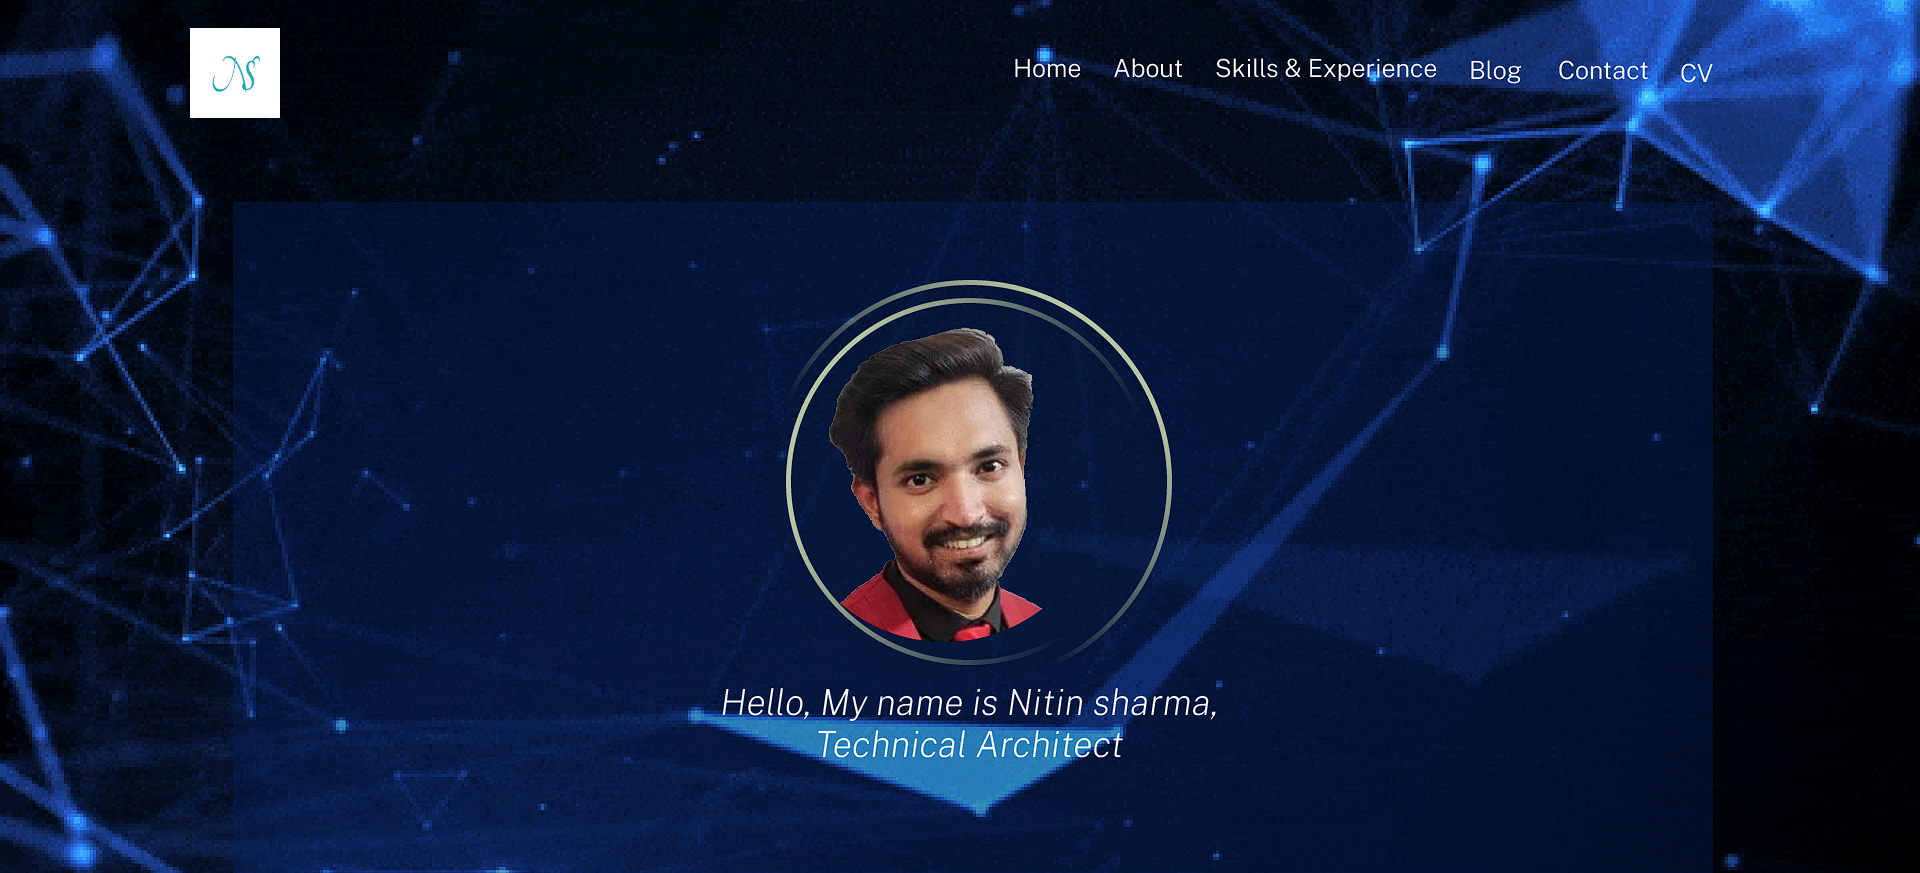 NS
Home About Skills & Experience Blog Contact CV
Hello, My name is Nitin sharma,
Technical Architect